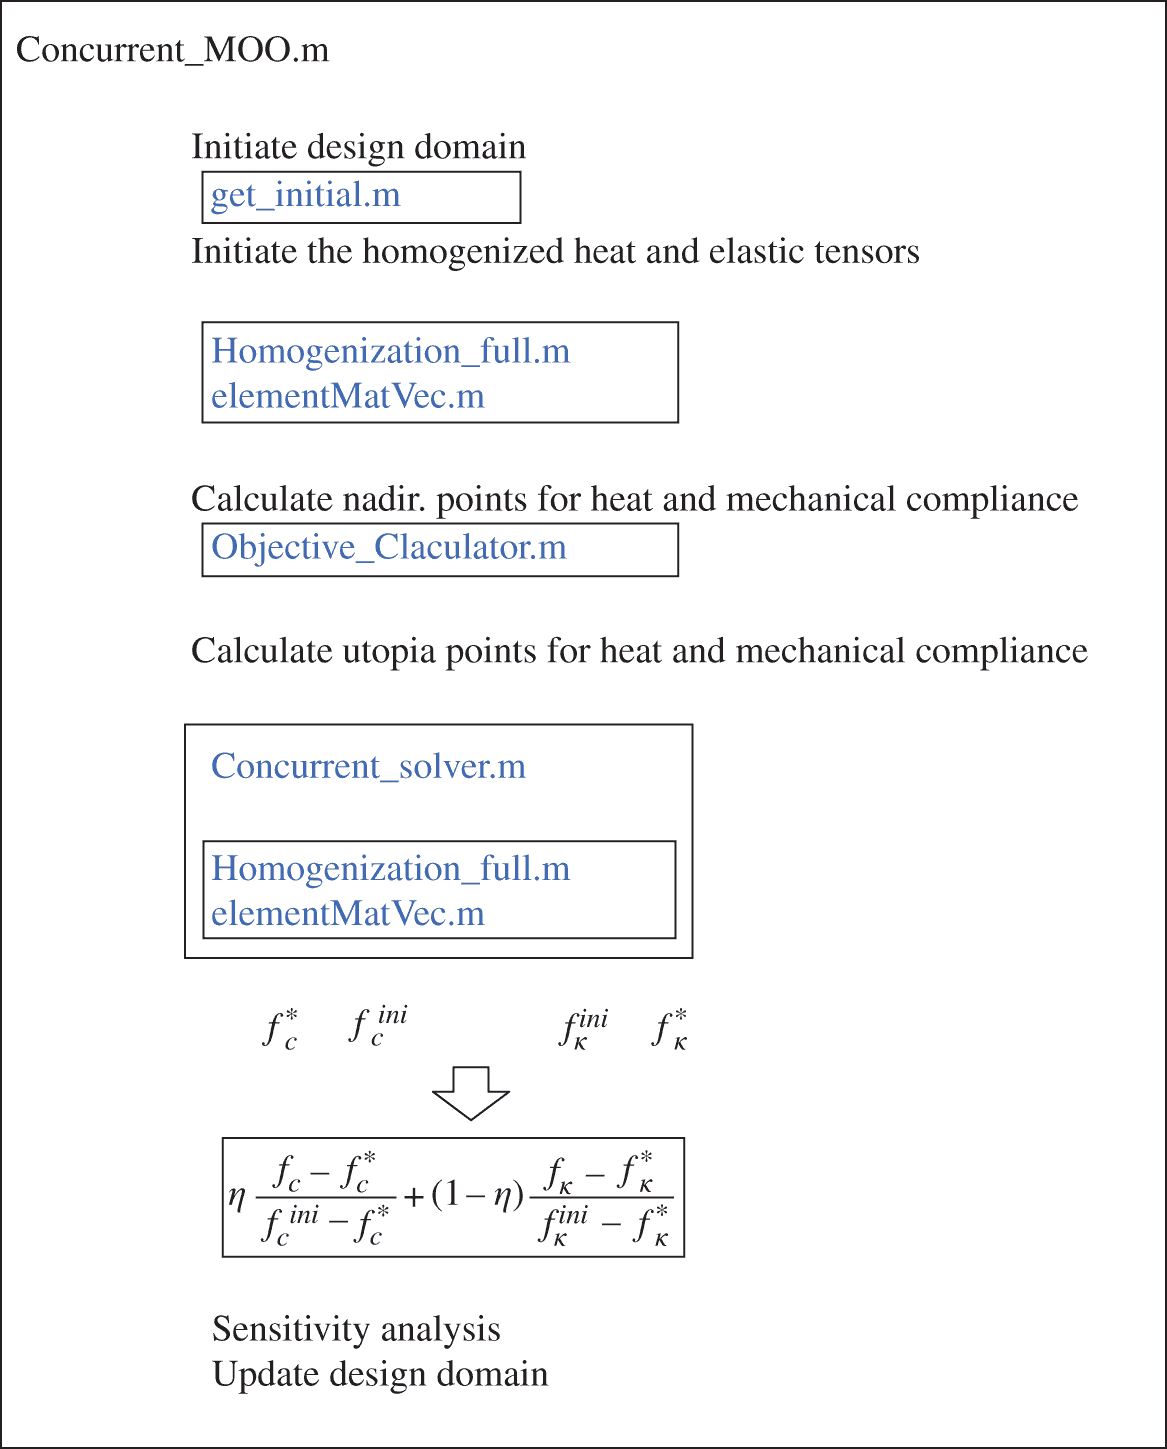 Concurrent_MOO.m
Initiate design domain
get_initial.m
Initiate the homogenized heat and elastic tensors
Homogenization_full.m
elementMatVec.m
Calculate nadir. points for heat and mechanical compliance
Objective_Claculator.m
Calculate utopia points for heat and mechanical compliance
Concurrent_solver.m
Homogenization_full.m
elementMatVec.m
f_c^* f_c^{ini} f_κ^{ini} f_κ^*
η \frac{f_c − f_c^*}{f_c^{ini} − f_c^*} + (1 − η) \frac{f_κ − f_κ^*}{f_κ^{ini} − f_κ^*}
Sensitivity analysis
Update design domain